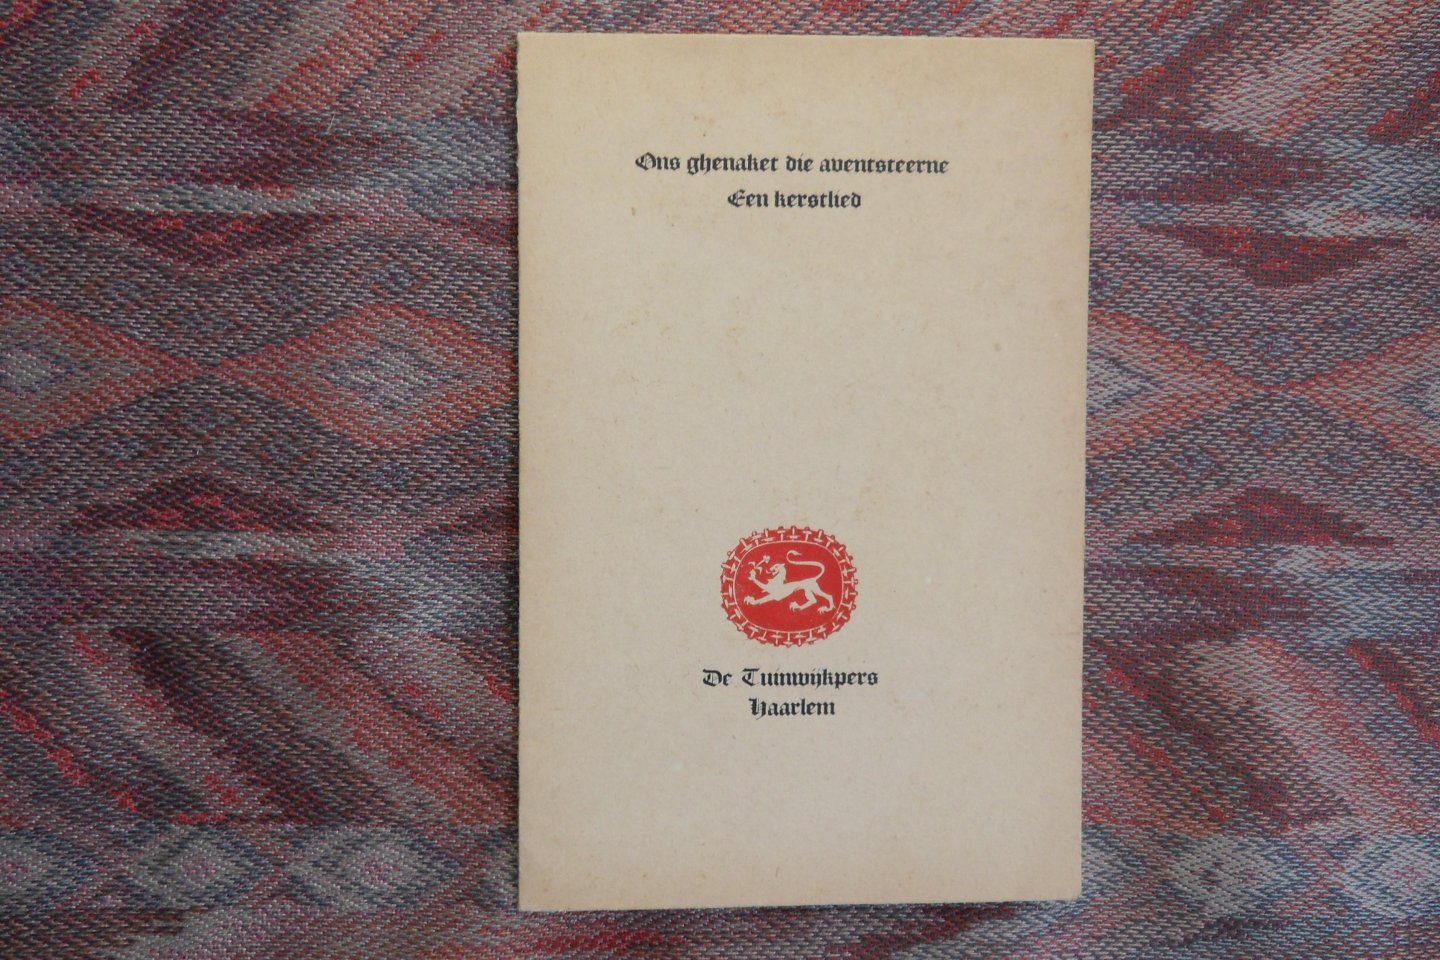 Ons ghenaket die aventsteerne
Een kerstlied
De Tuinwijkpers
Haarlem